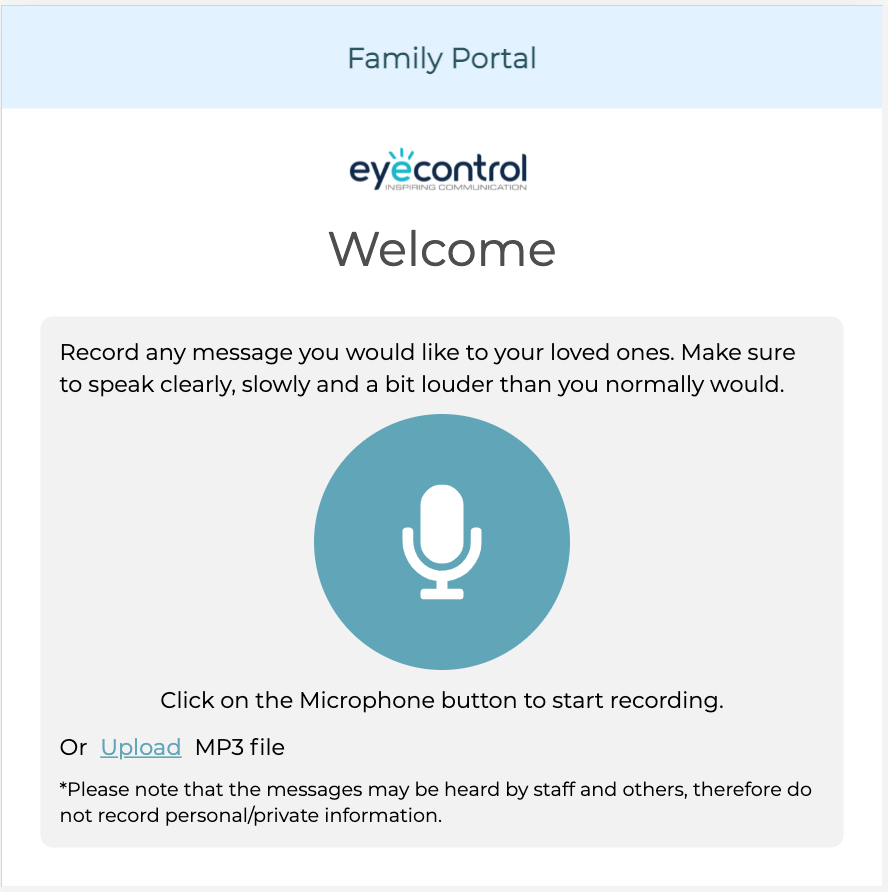 Family Portal
eyecontrol
INSPIRING COMMUNICATION
Welcome
Record any message you would like to your loved ones. Make sure
to speak clearly, slowly and a bit louder than you normally would.
Click on the Microphone button to start recording.
Or Upload MP3 file
*Please note that the messages may be heard by staff and others, therefore do
not record personal/private information.